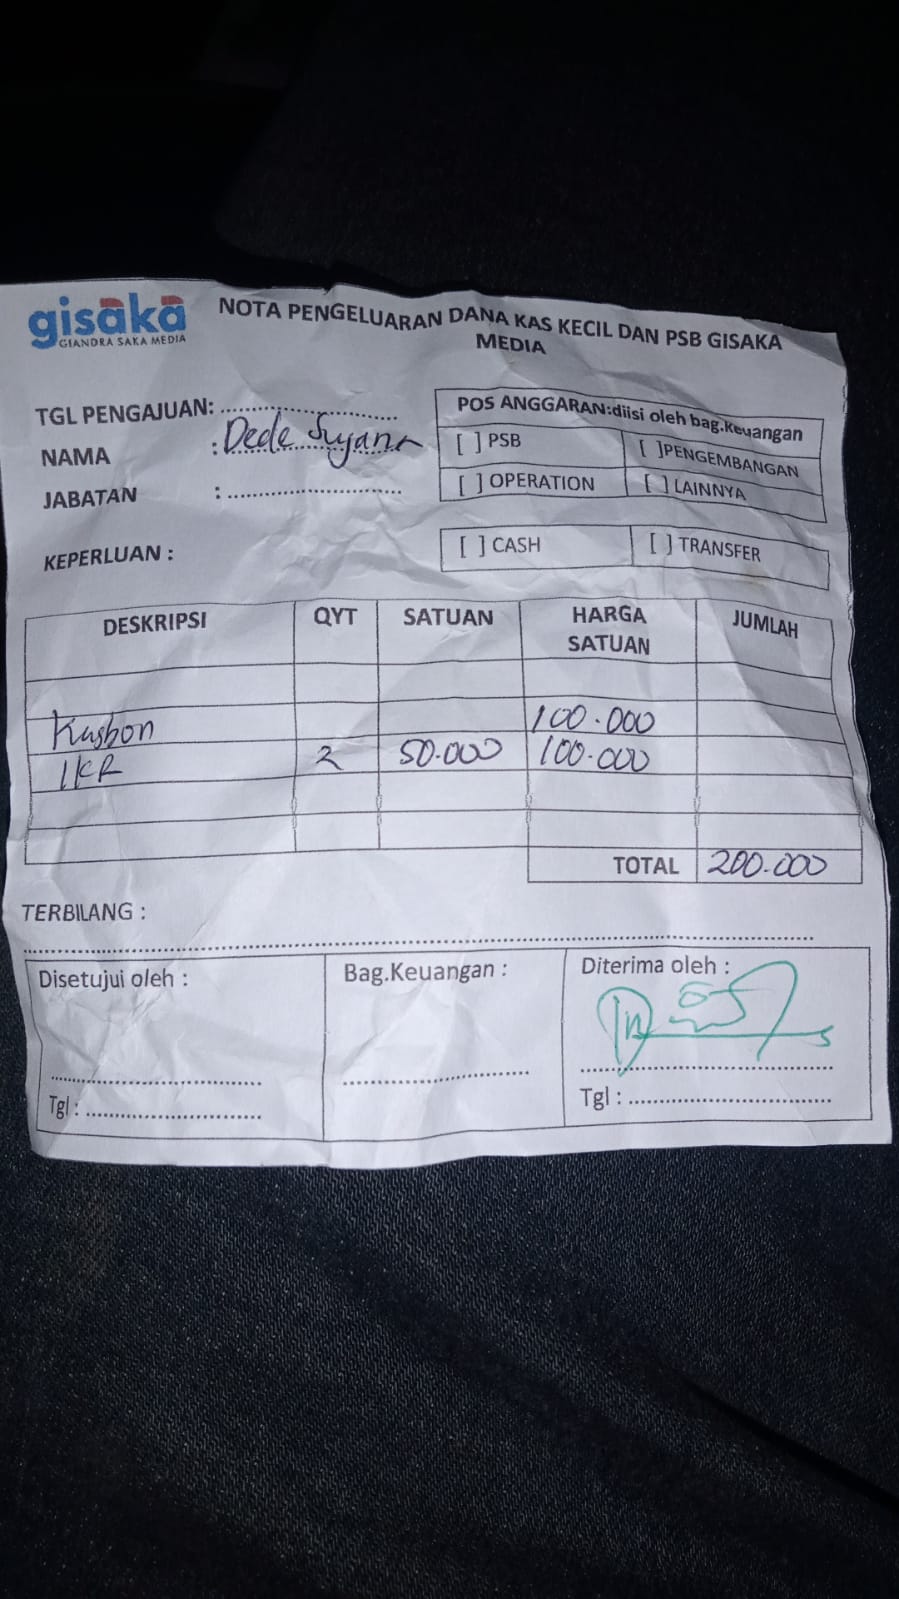 gisaka
GIANDRA SAKA MEDIA
NOTA PENGELUARAN DANA KAS KECIL DAN PSB GISAKA
MEDIA
TGL PENGAJUAN: ........................
NAMA : Dede Suyana
JABATAN : ........................
POS ANGGARAN:diisi oleh bag.Keuangan
[ ] PSB [ ]PENGEMBANGAN
[ ] OPERATION [ ] LAINNYA
KEPERLUAN :
[ ] CASH [ ] TRANSFER
DESKRIPSI QYT SATUAN HARGA SATUAN JUMLAH
Kasbon 100.000
IKR 2 50.000 100.000
TOTAL 200.000
TERBILANG :
Disetujui oleh : Bag.Keuangan : Diterima oleh :
Tgl : ........................ Tgl : ........................